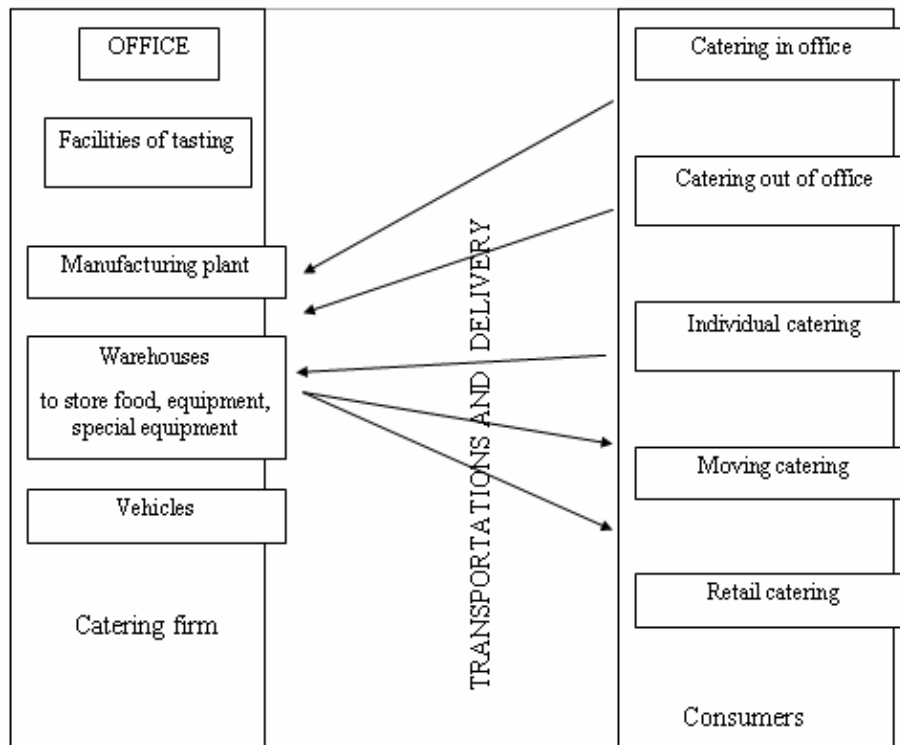 OFFICE
Facilities of tasting
Manufacturing plant
Warehouses
to store food, equipment,
special equipment
Vehicles
Catering firm
TRANSPORTATIONS AND DELIVERY
Catering in office
Catering out of office
Individual catering
Moving catering
Retail catering
Consumers